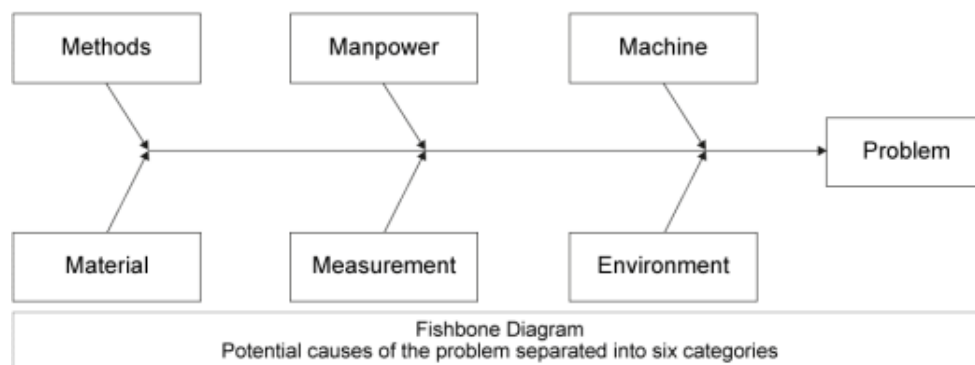 Methods
Manpower
Machine
Problem
Material
Measurement
Environment
Fishbone Diagram
Potential causes of the problem separated into six categories